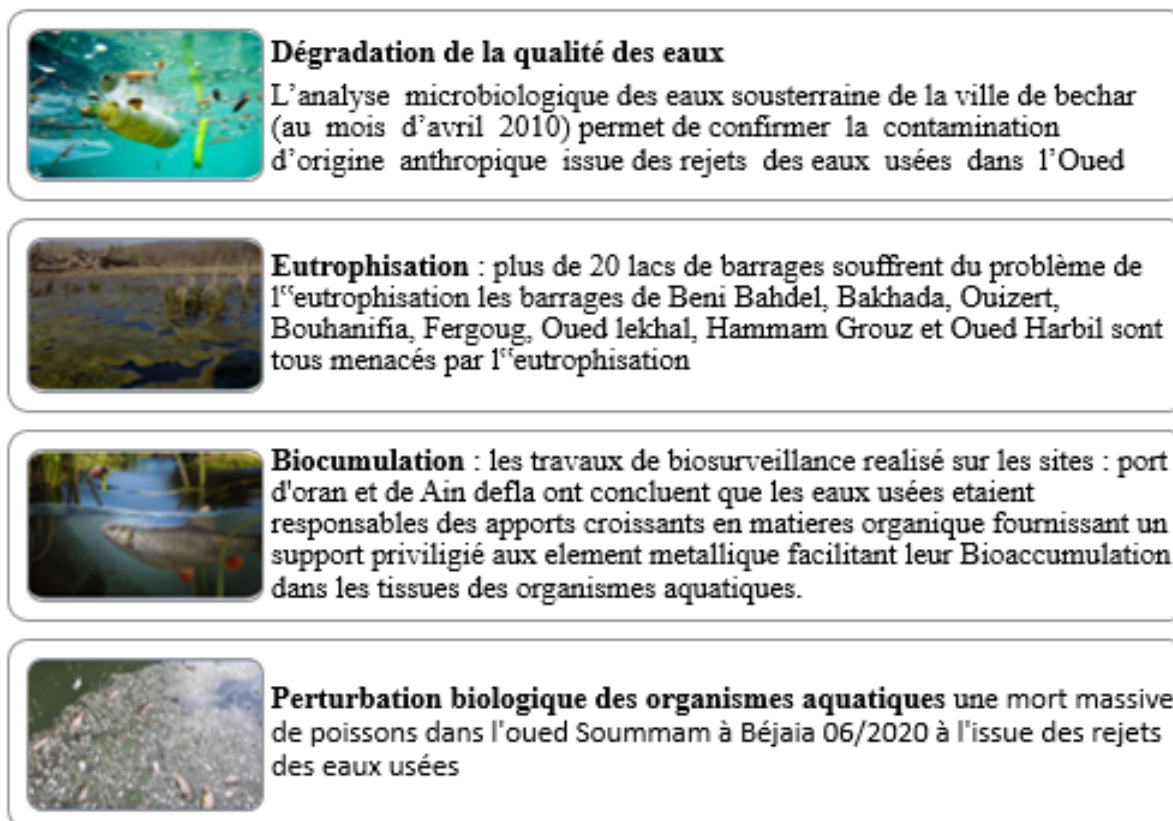 Dégradation de la qualité des eaux
L’analyse microbiologique des eaux sousterraine de la ville de bechar
(au mois d’avril 2010) permet de confirmer la contamination
d’origine anthropique issue des rejets des eaux usées dans l’Oued
Eutrophisation : plus de 20 lacs de barrages souffrent du problème de
l‟eutrophisation les barrages de Beni Bahdel, Bakhada, Ouizert,
Bouhanifia, Fergoug, Oued lekhal, Hammam Grouz et Oued Harbil sont
tous menacés par l‟eutrophisation
Biocumulation : les travaux de biosurveillance realisé sur les sites : port
d'oran et de Ain defla ont concluent que les eaux usées etaient
responsables des apports croissants en matieres organique fournissant un
support priviligié aux element metallique facilitant leur Bioaccumulation
dans les tissues des organismes aquatiques.
Perturbation biologique des organismes aquatiques une mort massive
de poissons dans l'oued Soummam à Béjaia 06/2020 à l'issue des rejets
des eaux usées